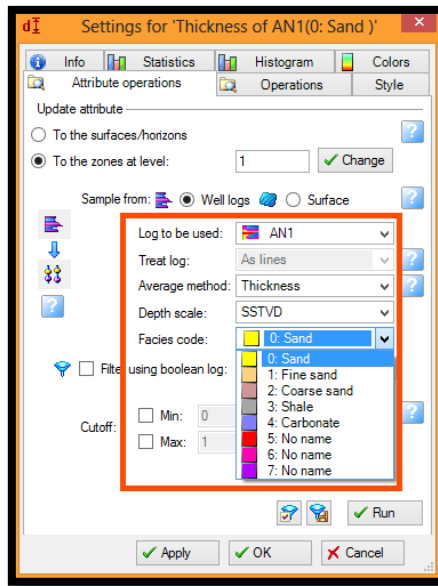 Settings for 'Thickness of AN1(0: Sand )'
Info Statistics Histogram Colors
Attribute operations Operations Style
Update attribute
To the surfaces/horizons
To the zones at level: 1 Change
Sample from: Well logs Surface
Log to be used: AN1
Treat log: As lines
Average method: Thickness
Depth scale: SSTVD
Facies code: 0: Sand
0: Sand
Filter using boolean log: 1: Fine sand
2: Coarse sand
3: Shale
Min: 0 4: Carbonate
Cutoff: 5: No name
Max: 1 6: No name
7: No name
Run
Apply OK Cancel